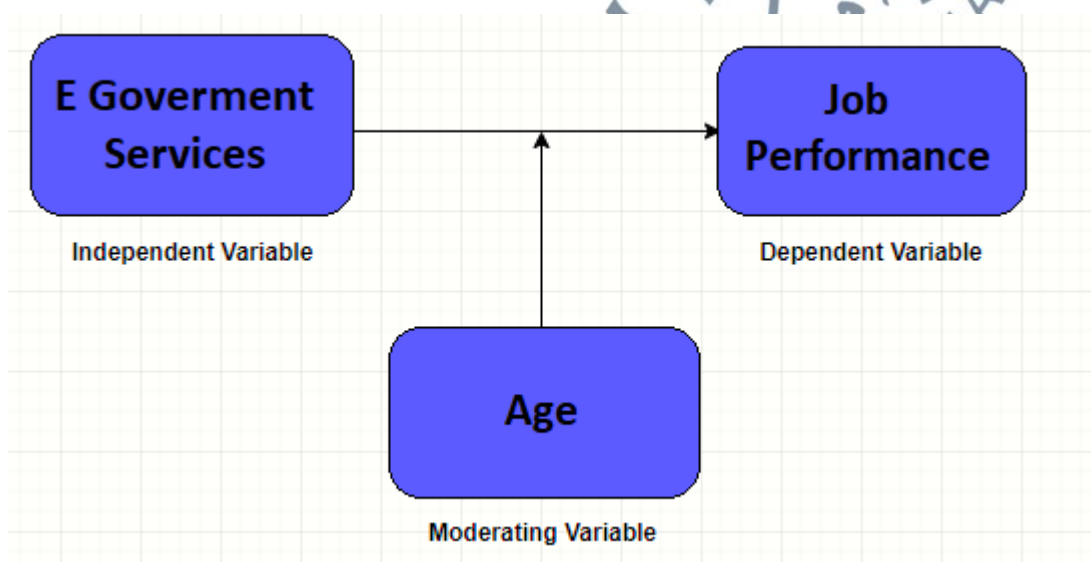 E Goverment
Services
Job
Performance
Independent Variable
Dependent Variable
Age
Moderating Variable